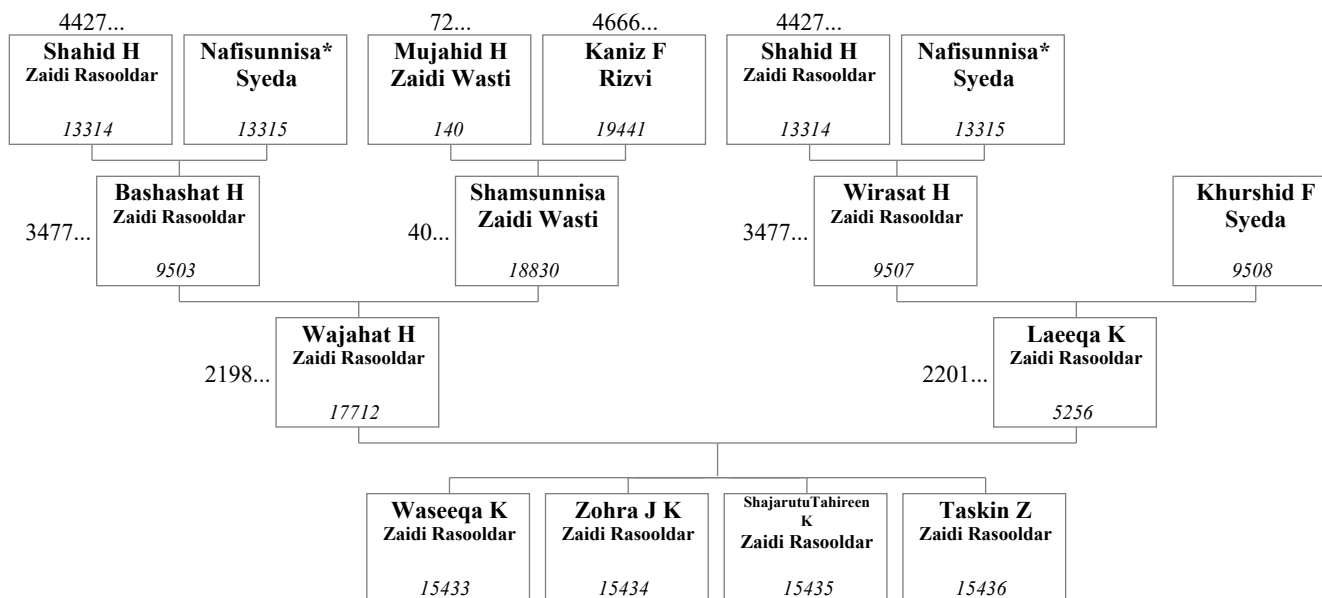 4427...
72...
4666...
4427...
Shahid H
Zaidi Rasooldar
13314
Nafisunnisa*
Syeda
13315
Mujahid H
Zaidi Wasti
140
Kaniz F
Rizvi
19441
Shahid H
Zaidi Rasooldar
13314
Nafisunnisa*
Syeda
13315
3477...
Bashashat H
Zaidi Rasooldar
9503
40...
Shamsunnisa
Zaidi Wasti
18830
3477...
Wirasat H
Zaidi Rasooldar
9507
Khurshid F
Syeda
9508
2198...
Wajahat H
Zaidi Rasooldar
17712
2201...
Laeeqa K
Zaidi Rasooldar
5256
Waseeqa K
Zaidi Rasooldar
15433
Zohra J K
Zaidi Rasooldar
15434
ShajarutuTahireen
K
Zaidi Rasooldar
15435
Taskin Z
Zaidi Rasooldar
15436